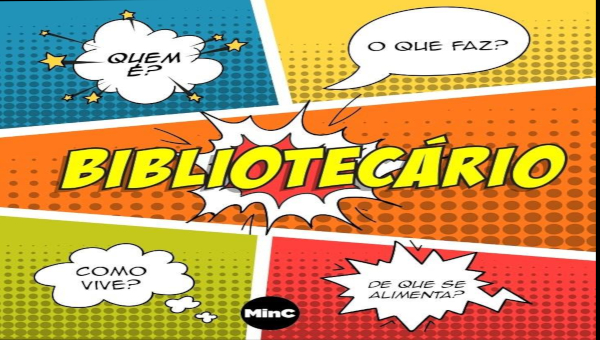 QUEM
É?
O QUE FAZ?
BIBLIOTECÁRIO
COMO
VIVE?
DE QUE SE
ALIMENTA?
MinC